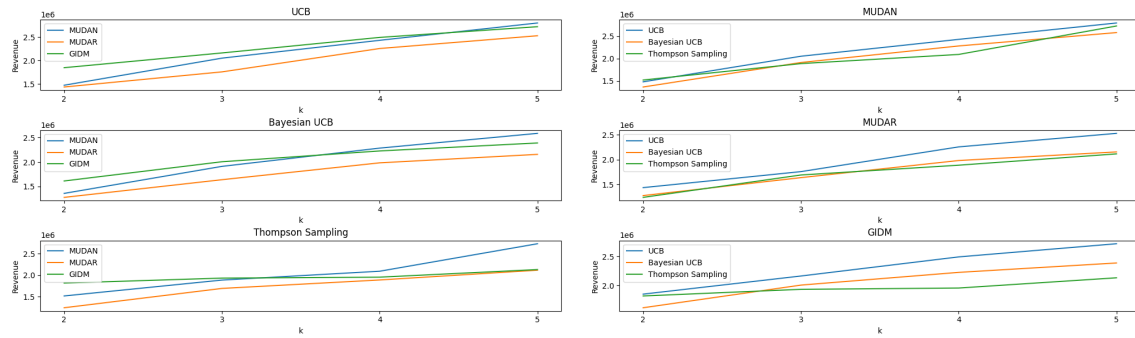 UCB
1e6
MUDAN
MUDAR
GIDM
Revenue
2.5
2.0
1.5
2 3 4 5
k
MUDAN
1e6
UCB
Bayesian UCB
Thompson Sampling
Revenue
2.5
2.0
1.5
2 3 4 5
k
Bayesian UCB
1e6
MUDAN
MUDAR
GIDM
Revenue
2.5
2.0
1.5
2 3 4 5
k
MUDAR
1e6
UCB
Bayesian UCB
Thompson Sampling
Revenue
2.5
2.0
1.5
2 3 4 5
k
Thompson Sampling
1e6
MUDAN
MUDAR
GIDM
Revenue
2.5
2.0
1.5
2 3 4 5
k
GIDM
1e6
UCB
Bayesian UCB
Thompson Sampling
Revenue
2.5
2.0
2 3 4 5
k